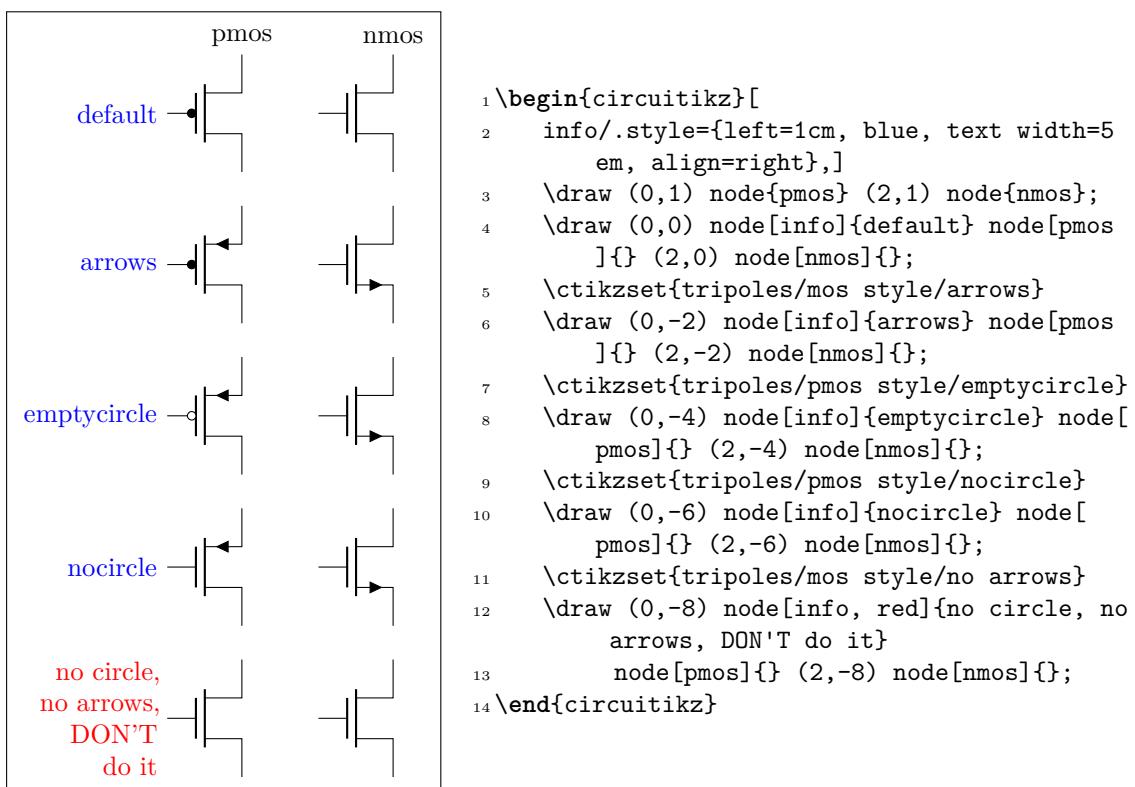 pmos nmos
default
arrows
emptycircle
nocircle
no circle,
no arrows,
DON'T
do it
1 \begin{circuitikz}[
2 info/.style={left=1cm, blue, text width=5
em, align=right},]
3 \draw (0,1) node{pmos} (2,1) node{nmos};
4 \draw (0,0) node[info]{default} node[pmos
]{} (2,0) node[nmos]{};
5 \ctikzset{tripoles/mos style/arrows}
6 \draw (0,-2) node[info]{arrows} node[pmos
]{} (2,-2) node[nmos]{};
7 \ctikzset{tripoles/pmos style/emptycircle}
8 \draw (0,-4) node[info]{emptycircle} node[
pmos]{} (2,-4) node[nmos]{};
9 \ctikzset{tripoles/pmos style/nocircle}
10 \draw (0,-6) node[info]{nocircle} node[
pmos]{} (2,-6) node[nmos]{};
11 \ctikzset{tripoles/mos style/no arrows}
12 \draw (0,-8) node[info, red]{no circle, no
arrows, DON'T do it}
13 node[pmos]{} (2,-8) node[nmos]{};
14 \end{circuitikz}